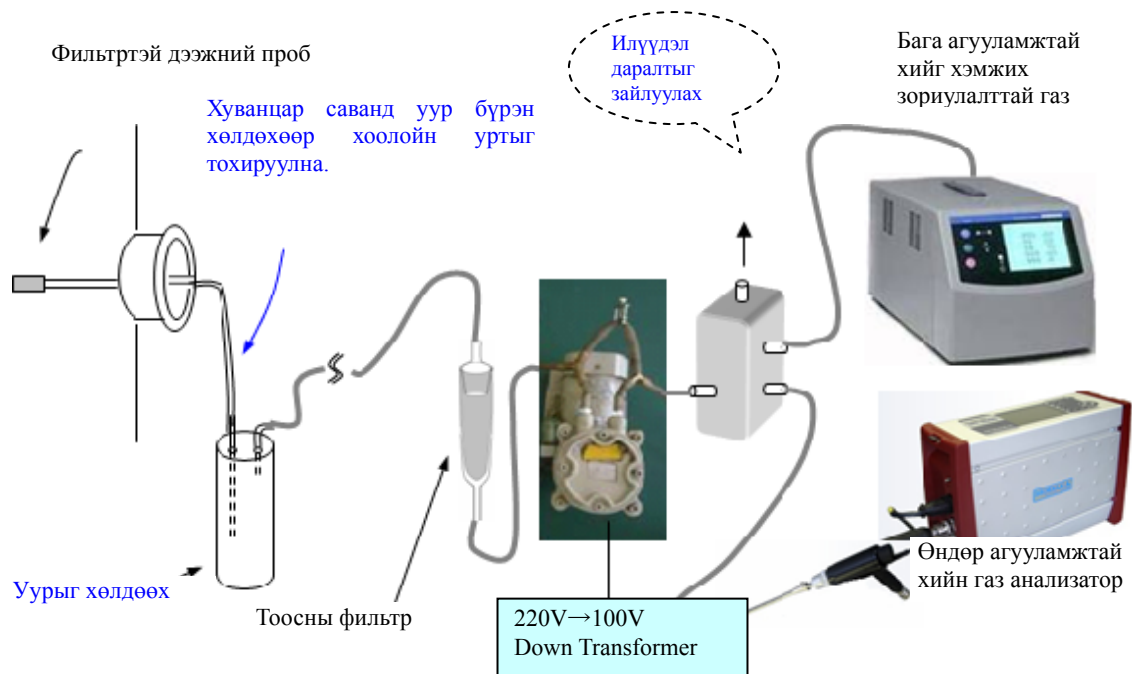 Фильтртэй дээжний проб
Хуванцар саванд уур бүрэн
хөлдөхөөр хоолойн уртыг
тохируулна.
Илүүдэл
даралтыг
зайлуулах
Бага агууламжтай
хийг хэмжих
зориулалттай газ
Уурыг хөлдөөх
Тоосны фильтр
220V→100V
Down Transformer
Өндөр агууламжтай
хийн газ анализатор